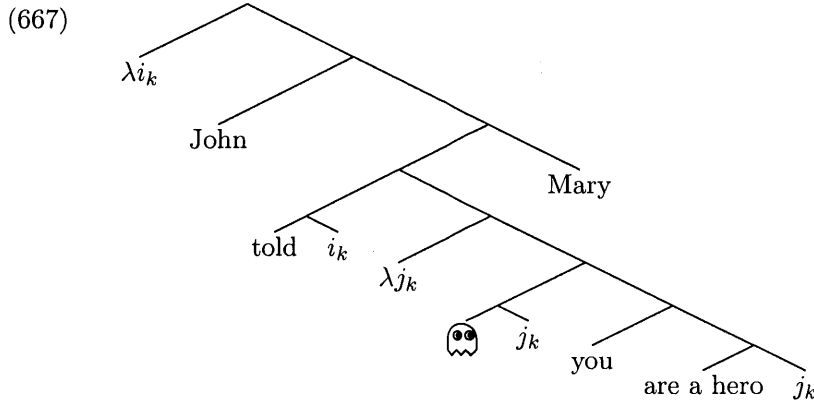 (667)
λi_k
John
Mary
told i_k
λj_k
j_k
you
are a hero j_k